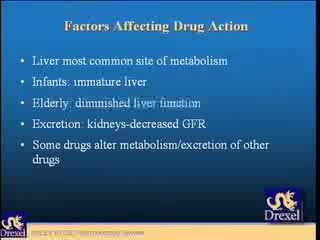 Factors Affecting Drug Action
• Liver most common site of metabolism
• Infants: immature liver
• Elderly: diminished liver function
• Excretion: kidneys-decreased GFR
• Some drugs alter metabolism/excretion of other
drugs
Drexel
Drexel